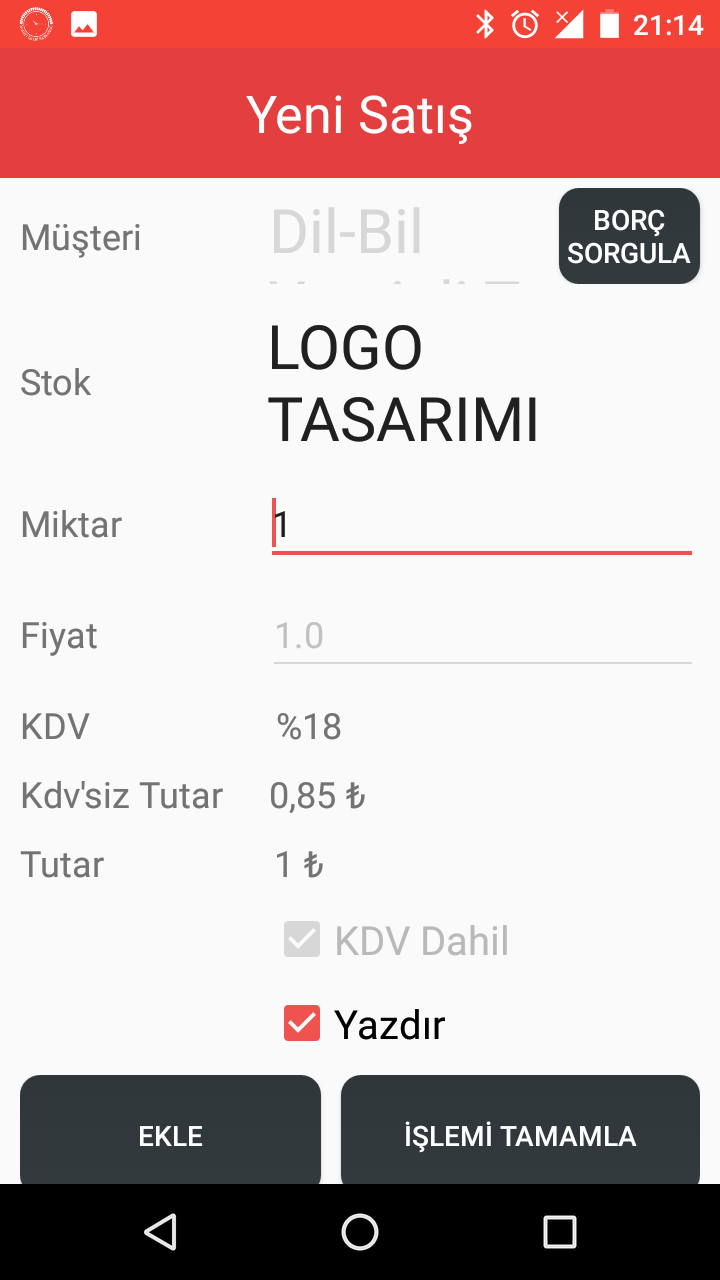 21:14
Yeni Satış
Müşteri
Dil-Bil
BORÇ
SORGULA
Stok
LOGO
TASARIMI
Miktar
1
Fiyat
1.0
KDV
%18
Kdv'siz Tutar
0,85 ₺
Tutar
1 ₺
KDV Dahil
Yazdır
EKLE
İŞLEMİ TAMAMLA